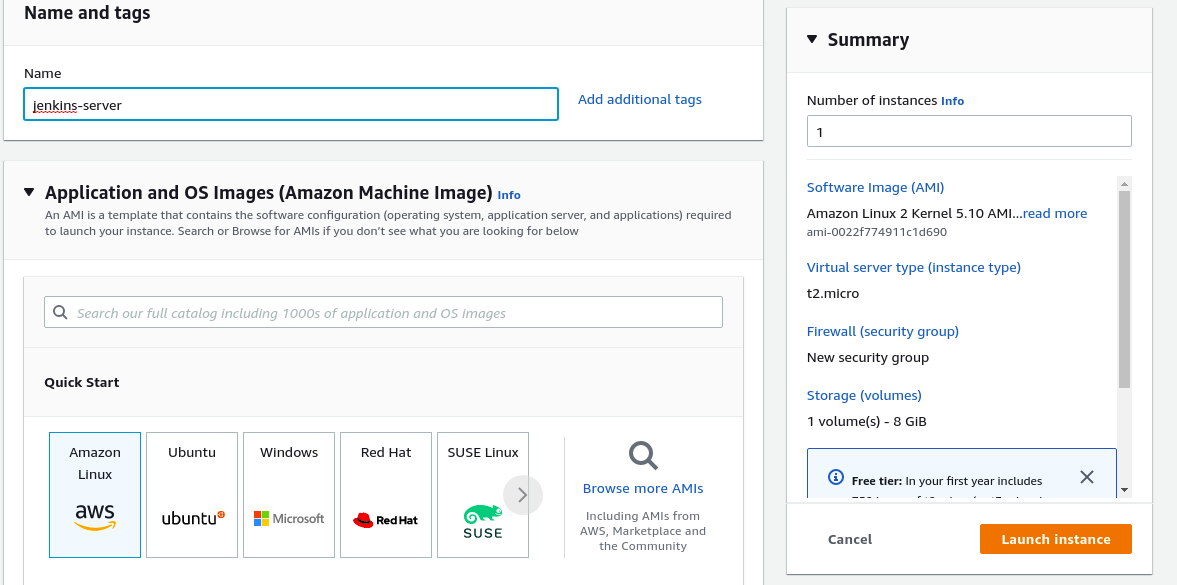 Name and tags
Name
jenkins-server
Add additional tags
Application and OS Images (Amazon Machine Image) Info
An AMI is a template that contains the software configuration (operating system, application server, and applications) required
to launch your instance. Search or Browse for AMIs if you don't see what you are looking for below
Search our full catalog including 1000s of application and OS images
Quick Start
Amazon
Linux
aws
Ubuntu
ubuntu
Windows
Microsoft
Red Hat
Red Hat
SUSE Linux
SUSE
Browse more AMIs
Including AMIs from
AWS, Marketplace and
the Community
Summary
Number of instances Info
1
Software Image (AMI)
Amazon Linux 2 Kernel 5.10 AMI...read more
ami-0022f774911c1d690
Virtual server type (instance type)
t2.micro
Firewall (security group)
New security group
Storage (volumes)
1 volume(s) - 8 GiB
Free tier: In your first year includes
Cancel
Launch instance